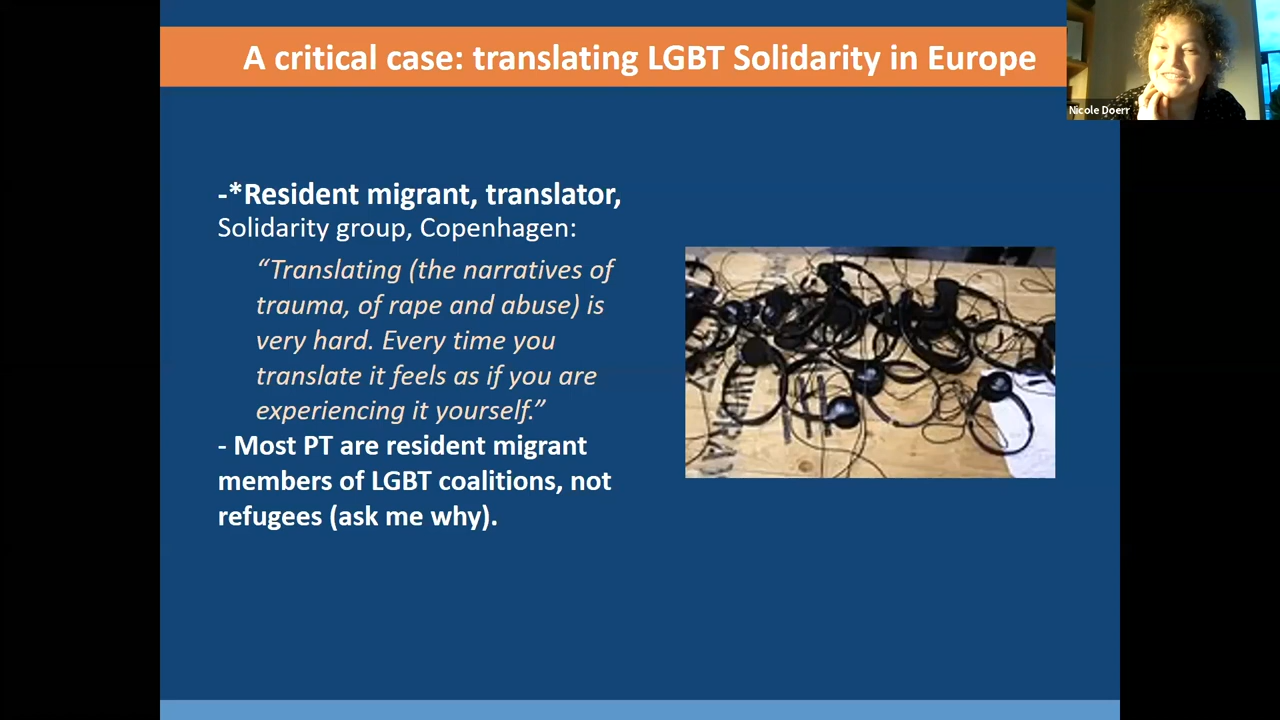 A critical case: translating LGBT Solidarity in Europe
Nicole Doerr
-*Resident migrant, translator,
Solidarity group, Copenhagen:
“Translating (the narratives of
trauma, of rape and abuse) is
very hard. Every time you
translate it feels as if you are
experiencing it yourself.”
- Most PT are resident migrant
members of LGBT coalitions, not
refugees (ask me why).